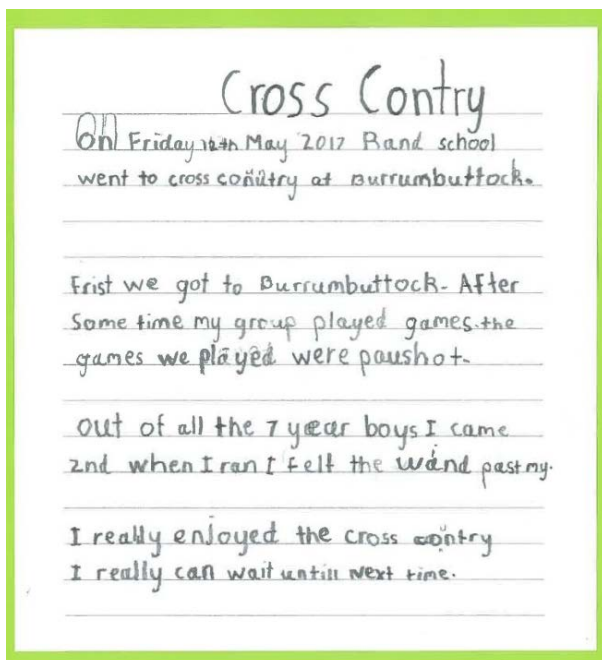 Cross Contry
On Friday 12th May 2017 Rand school
went to cross conutry at Burrumbuttock.
Frist we got to Burrumbuttock. After
Some time my group played games.the
games we played were paushot.
out of all the 7 year boys I came
2nd when I ran I felt the wind past my.
I really enjoyed the cross contry
I really can wait untill Next time.